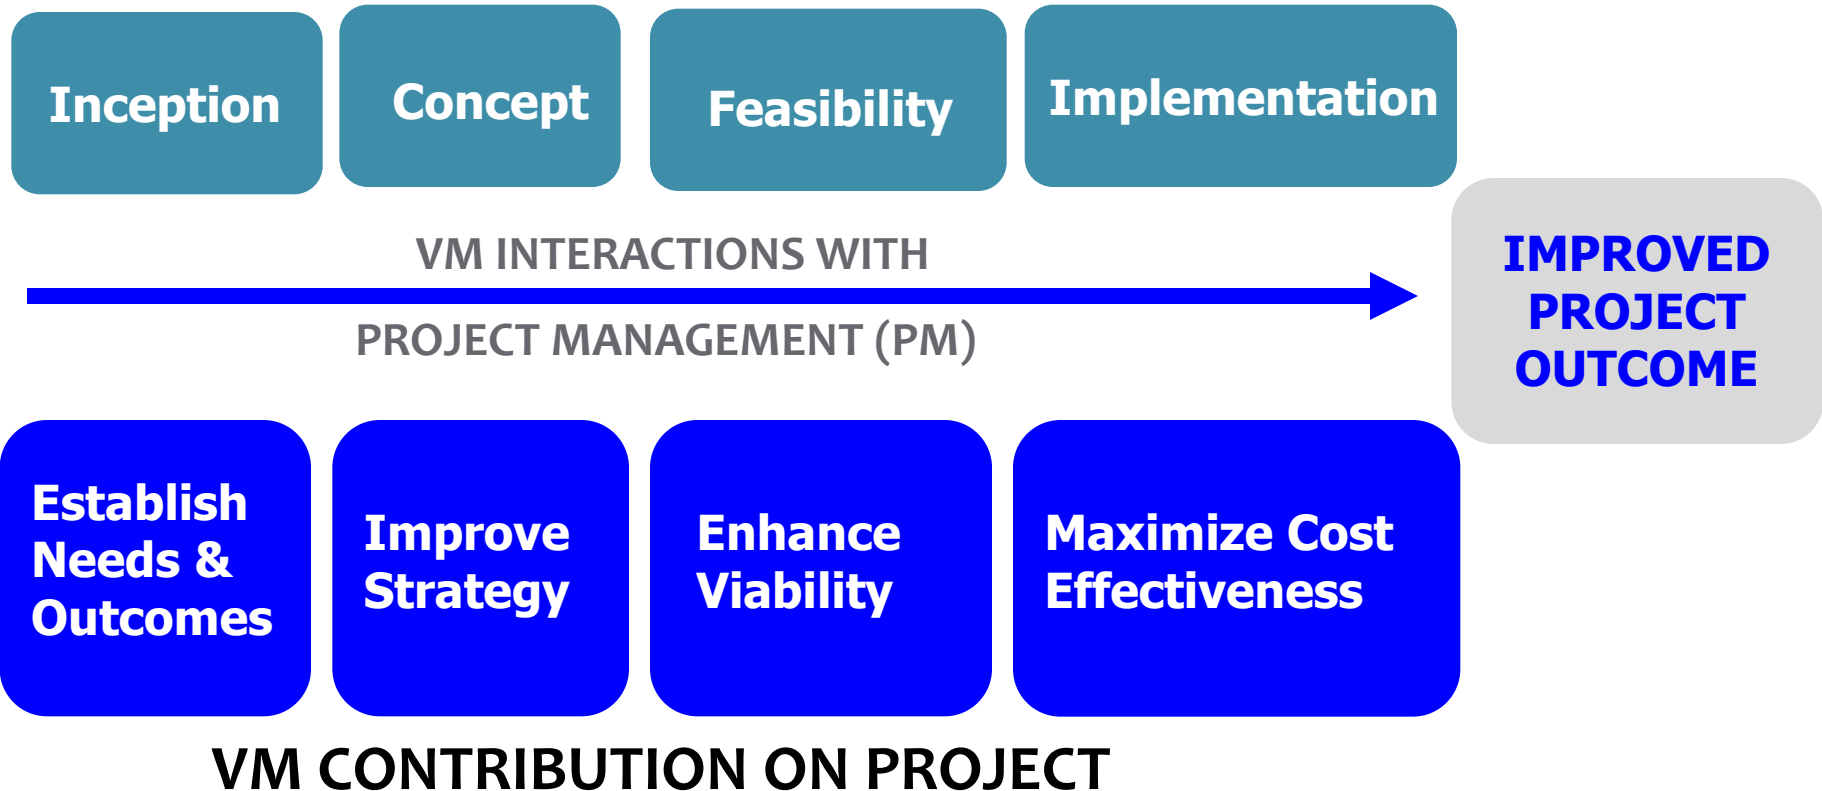 Inception
Concept
Feasibility
Implementation
VM INTERACTIONS WITH
PROJECT MANAGEMENT (PM)
IMPROVED
PROJECT
OUTCOME
Establish
Needs &
Outcomes
Improve
Strategy
Enhance
Viability
Maximize Cost
Effectiveness
VM CONTRIBUTION ON PROJECT